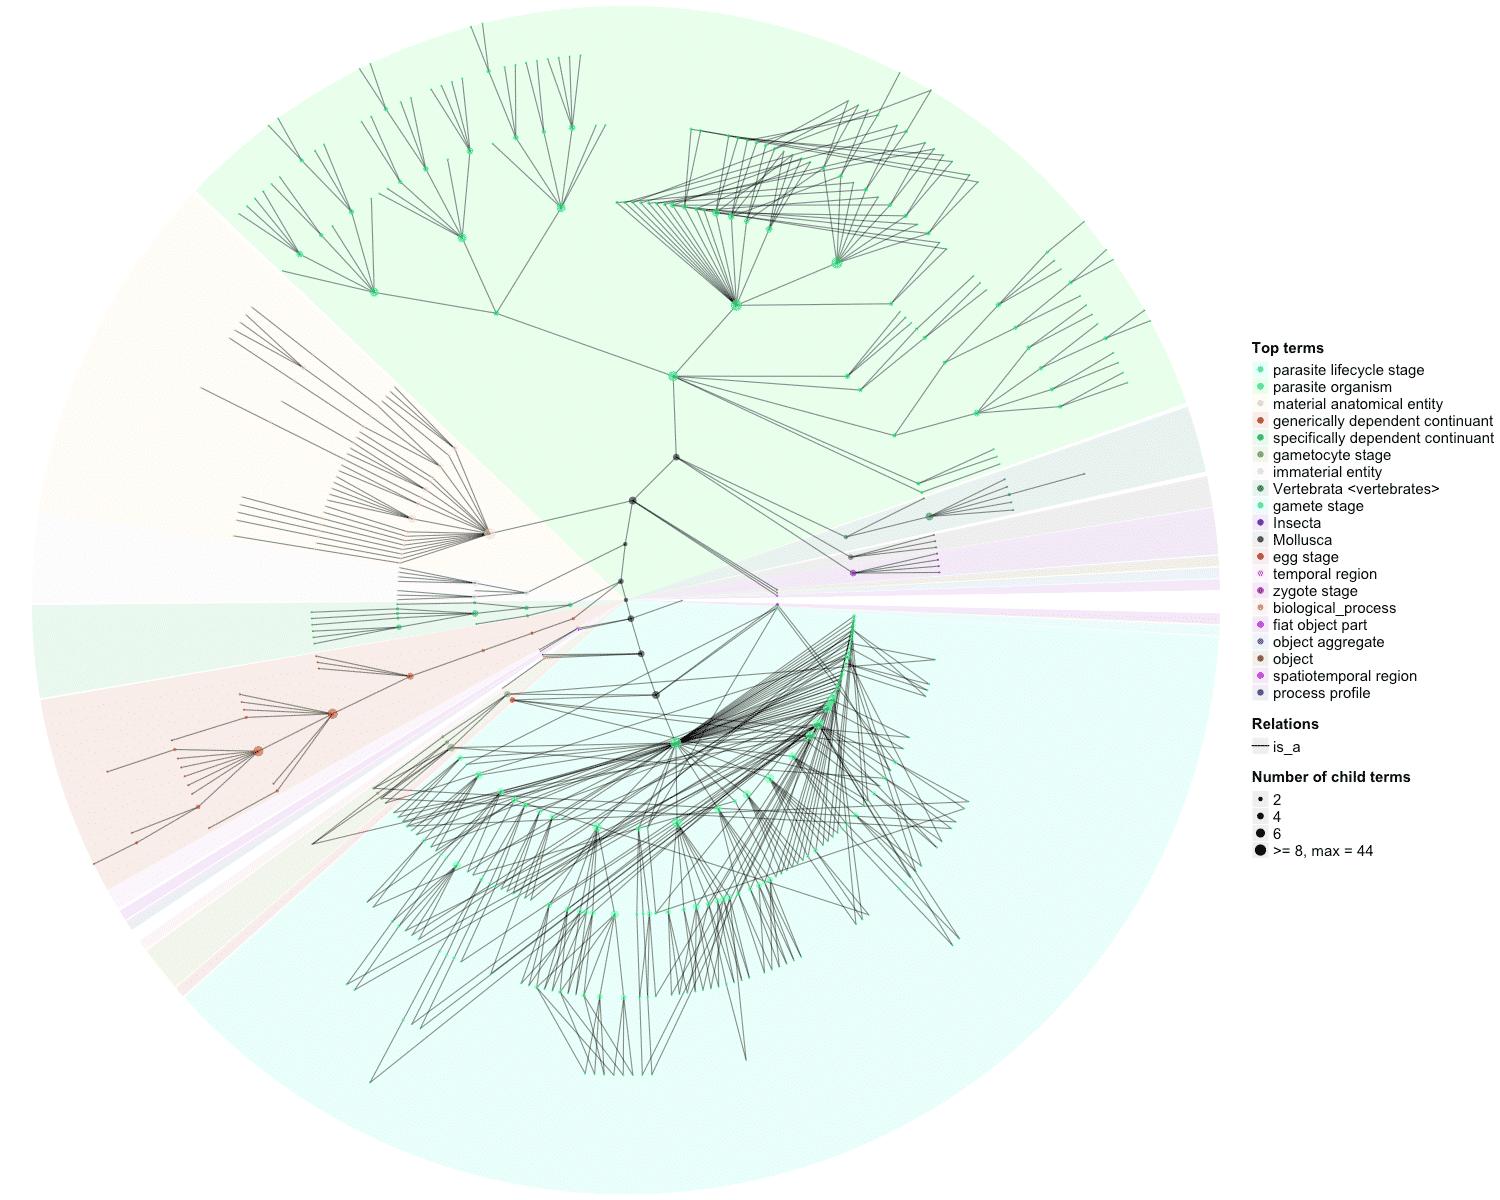 Top terms
parasite lifecycle stage
parasite organism
material anatomical entity
generically dependent continuant
specifically dependent continuant
gametocyte stage
immaterial entity
Vertebrata <vertebrates>
gamete stage
Insecta
Mollusca
egg stage
temporal region
zygote stage
biological_process
fiat object part
object aggregate
object
spatiotemporal region
process profile
Relations
is_a
Number of child terms
2
4
6
>= 8, max = 44